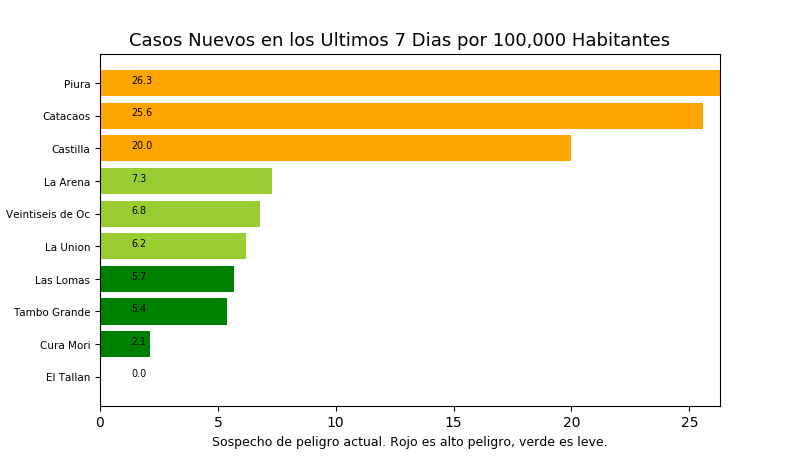 Casos Nuevos en los Ultimos 7 Dias por 100,000 Habitantes
Piura 26.3
Catacaos 25.6
Castilla 20.0
La Arena 7.3
Veintiseis de Oc 6.8
La Union 6.2
Las Lomas 5.7
Tambo Grande 5.4
Cura Mori 2.1
El Tallan 0.0
0 5 10 15 20 25
Sospecho de peligro actual. Rojo es alto peligro, verde es leve.